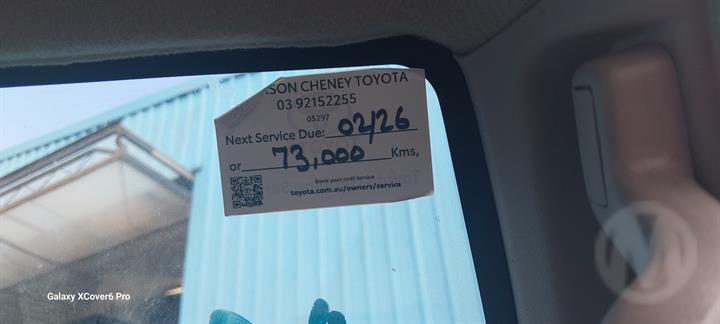 SON CHENEY TOYOTA
03 92152255
05297
Next Service Due: 02/26
or 73,000 Kms,
Book your next service
toyota.com.au/owners/service
Galaxy XCover6 Pro
M